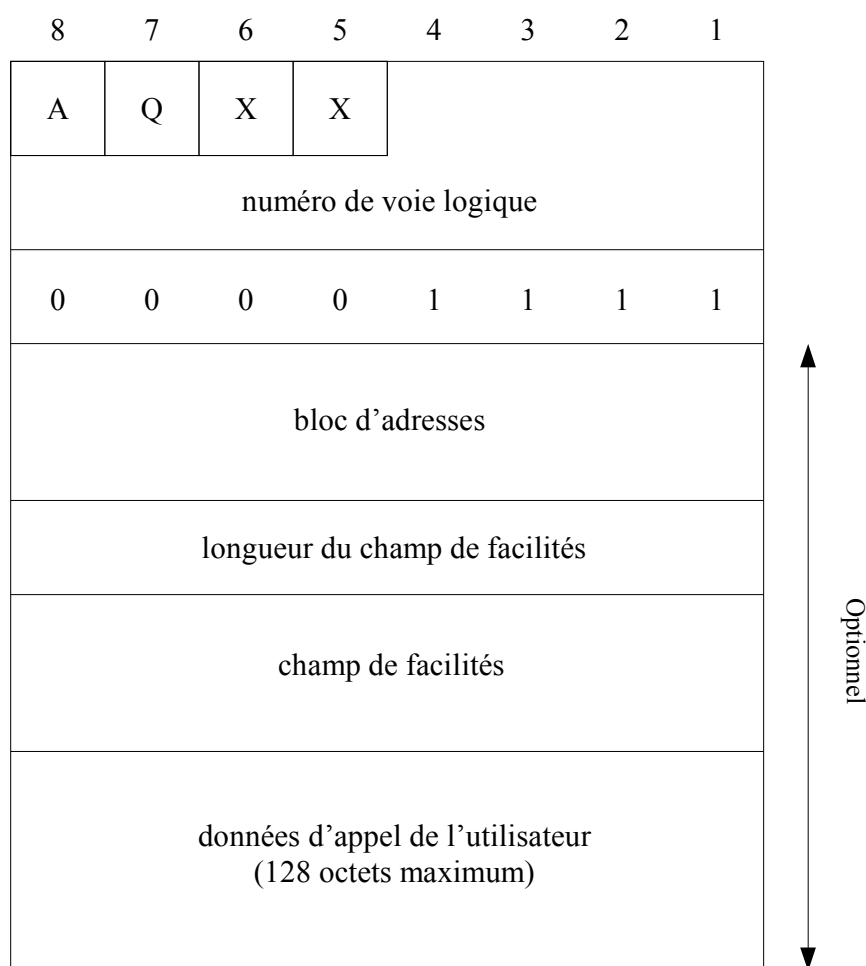 8 7 6 5 4 3 2 1
A Q X X
numéro de voie logique
0 0 0 0 1 1 1 1
bloc d’adresses
longueur du champ de facilités
champ de facilités
données d’appel de l’utilisateur
(128 octets maximum)
Optionnel